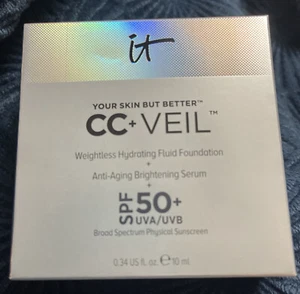 it
YOUR SKIN BUT BETTER™
CC+ VEIL™
Weightless Hydrating Fluid Foundation
+
Anti-Aging Brightening Serum
+
SPF 50+
UVA/UVB
Broad Spectrum Physical Sunscreen
0.34 US fl. oz. ℮ 10 ml